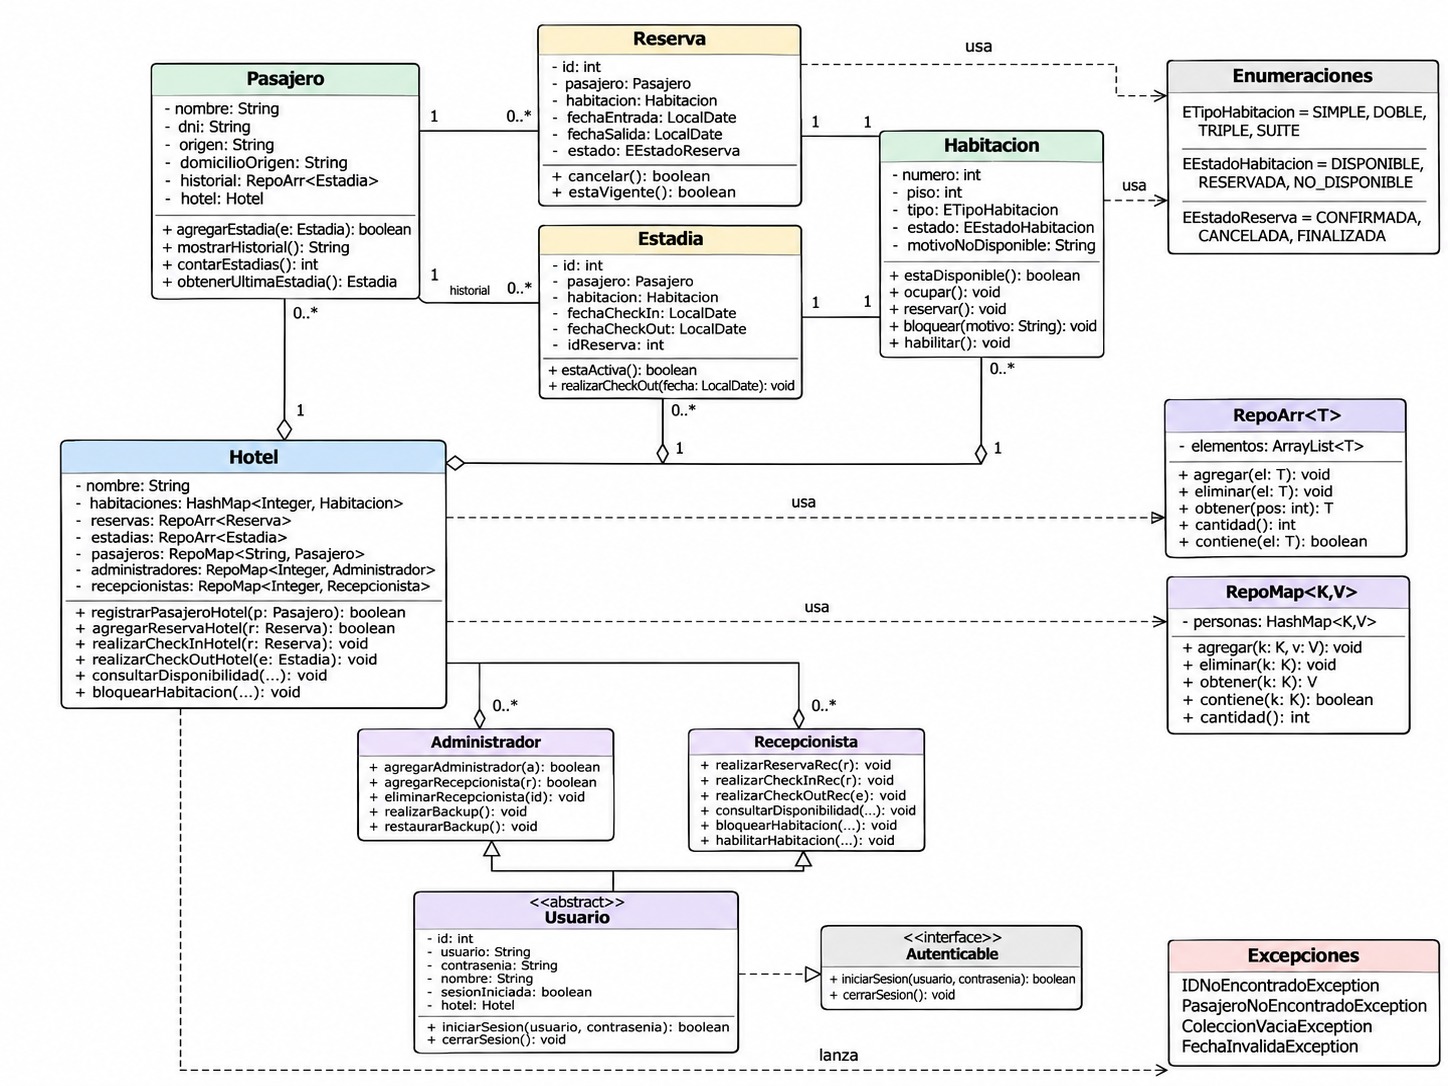 Pasajero
- nombre: String
- dni: String
- origen: String
- domicilioOrigen: String
- historial: RepoArr<Estadia>
- hotel: Hotel
+ agregarEstadia(e: Estadia): boolean
+ mostrarHistorial(): String
+ contarEstadias(): int
+ obtenerUltimaEstadia(): Estadia
1
0..*
1
historial
0..*
0..*
1
Reserva
- id: int
- pasajero: Pasajero
- habitacion: Habitacion
- fechaEntrada: LocalDate
- fechaSalida: LocalDate
- estado: EEstadoReserva
+ cancelar(): boolean
+ estaVigente(): boolean
usa
1
1
Estadia
- id: int
- pasajero: Pasajero
- habitacion: Habitacion
- fechaCheckIn: LocalDate
- fechaCheckOut: LocalDate
- idReserva: int
+ estaActiva(): boolean
+ realizarCheckOut(fecha: LocalDate): void
1
1
0..*
1
Habitacion
- numero: int
- piso: int
- tipo: ETipoHabitacion
- estado: EEstadoHabitacion
- motivoNoDisponible: String
+ estaDisponible(): boolean
+ ocupar(): void
+ reservar(): void
+ bloquear(motivo: String): void
+ habilitar(): void
usa
0..*
1
Enumeraciones
ETipoHabitacion = SIMPLE, DOBLE,
TRIPLE, SUITE
EEstadoHabitacion = DISPONIBLE,
RESERVADA, NO_DISPONIBLE
EEstadoReserva = CONFIRMADA,
CANCELADA, FINALIZADA
Hotel
- nombre: String
- habitaciones: HashMap<Integer, Habitacion>
- reservas: RepoArr<Reserva>
- estadias: RepoArr<Estadia>
- pasajeros: RepoMap<String, Pasajero>
- administradores: RepoMap<Integer, Administrador>
- recepcionistas: RepoMap<Integer, Recepcionista>
+ registrarPasajeroHotel(p: Pasajero): boolean
+ agregarReservaHotel(r: Reserva): boolean
+ realizarCheckInHotel(r: Reserva): void
+ realizarCheckOutHotel(e: Estadia): void
+ consultarDisponibilidad(...): void
+ bloquearHabitacion(...): void
usa
usa
RepoArr<T>
- elementos: ArrayList<T>
+ agregar(el: T): void
+ eliminar(el: T): void
+ obtener(pos: int): T
+ cantidad(): int
+ contiene(el: T): boolean
RepoMap<K,V>
- personas: HashMap<K,V>
+ agregar(k: K, v: V): void
+ eliminar(k: K): void
+ obtener(k: K): V
+ contiene(k: K): boolean
+ cantidad(): int
0..*
0..*
Administrador
+ agregarAdministrador(a): boolean
+ agregarRecepcionista(r): boolean
+ eliminarRecepcionista(id): void
+ realizarBackup(): void
+ restaurarBackup(): void
Recepcionista
+ realizarReservaRec(r): void
+ realizarCheckInRec(r): void
+ realizarCheckOutRec(e): void
+ consultarDisponibilidad(...): void
+ bloquearHabitacion(...): void
+ habilitarHabitacion(...): void
<<abstract>>
Usuario
- id: int
- usuario: String
- contrasenia: String
- nombre: String
- sesionIniciada: boolean
- hotel: Hotel
+ iniciarSesion(usuario, contrasenia): boolean
+ cerrarSesion(): void
<<interface>>
Autenticable
+ iniciarSesion(usuario, contrasenia): boolean
+ cerrarSesion(): void
Excepciones
IDNoEncontradoException
PasajeroNoEncontradoException
ColeccionVaciaException
FechaInvalidaException
lanza